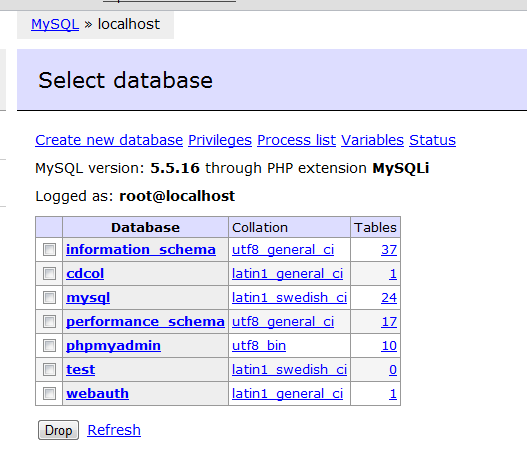 MySQL » localhost
Select database
Create new database Privileges Process list Variables Status
MySQL version: 5.5.16 through PHP extension MySQLi
Logged as: root@localhost
Database Collation Tables
information_schema utf8_general_ci 37
cdcol latin1_general_ci 1
mysql latin1_swedish_ci 24
performance_schema utf8_general_ci 17
phpmyadmin utf8_bin 10
test latin1_swedish_ci 0
webauth latin1_general_ci 1
Drop Refresh